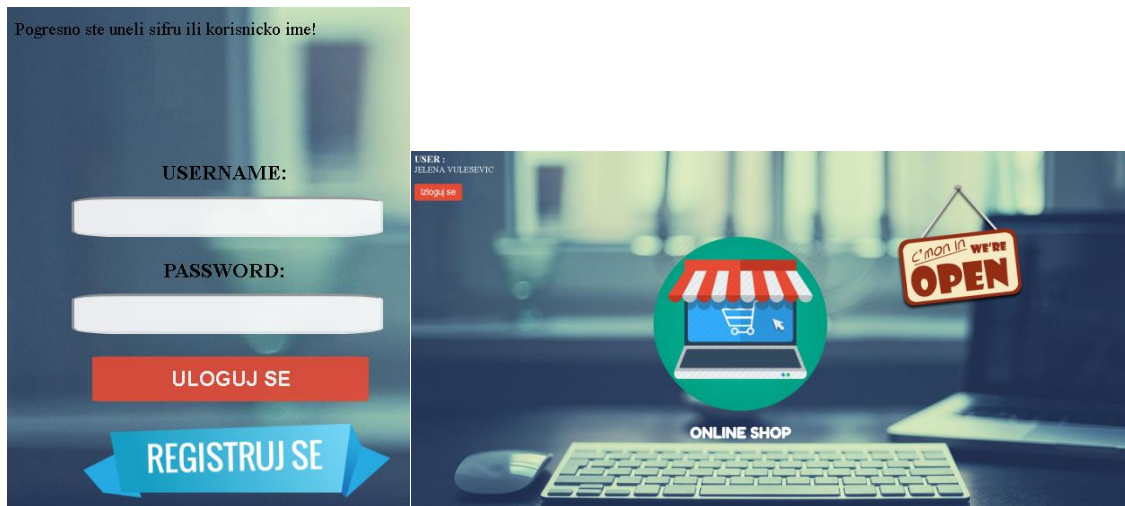 Pogresno ste uneli sifru ili korisnicko ime!
USERNAME:
PASSWORD:
ULOGUJ SE
REGISTRUJ SE
USER :
JELENA VULESEVIC
Izloguj se
c'mon in WE'RE
OPEN
ONLINE SHOP